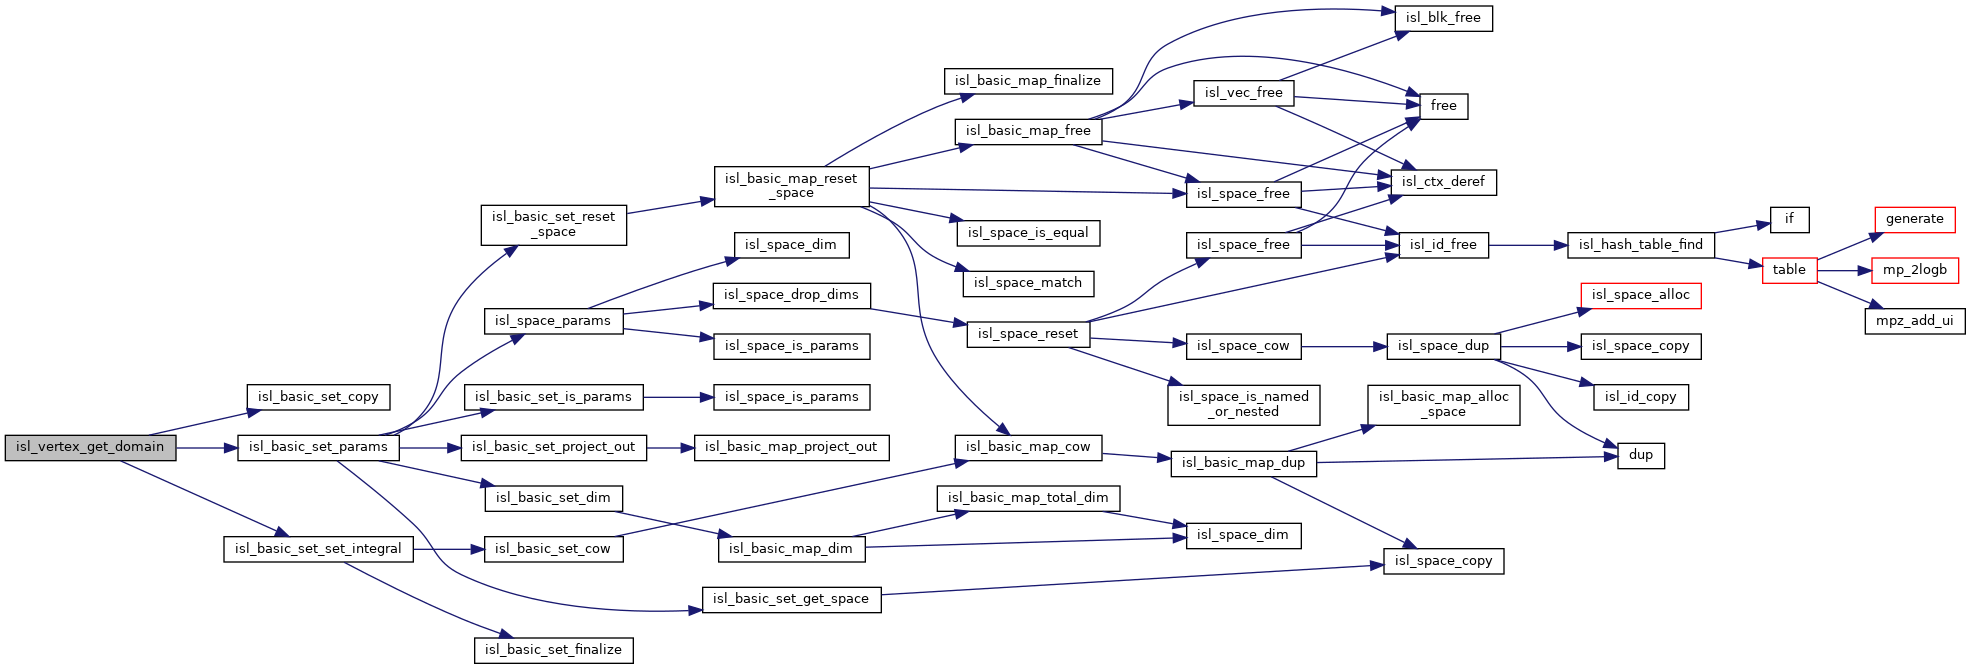 isl_blk_free
isl_basic_map_finalize
isl_vec_free
free
isl_basic_map_free
isl_basic_map_reset
_space
isl_space_free
isl_ctx_deref
isl_basic_set_reset
_space
isl_space_is_equal
if
generate
isl_space_dim
isl_space_free
isl_id_free
isl_hash_table_find
table
mp_2logb
isl_space_match
isl_space_drop_dims
isl_space_alloc
isl_space_params
mpz_add_ui
isl_space_reset
isl_space_is_params
isl_space_cow
isl_space_dup
isl_space_copy
isl_basic_set_copy
isl_basic_set_is_params
isl_space_is_params
isl_space_is_named
_or_nested
isl_basic_map_alloc
_space
isl_id_copy
isl_vertex_get_domain
isl_basic_set_params
isl_basic_set_project_out
isl_basic_map_project_out
isl_basic_map_cow
isl_basic_map_dup
dup
isl_basic_set_dim
isl_basic_map_total_dim
isl_space_dim
isl_basic_set_set_integral
isl_basic_set_cow
isl_basic_map_dim
isl_space_copy
isl_basic_set_get_space
isl_basic_set_finalize